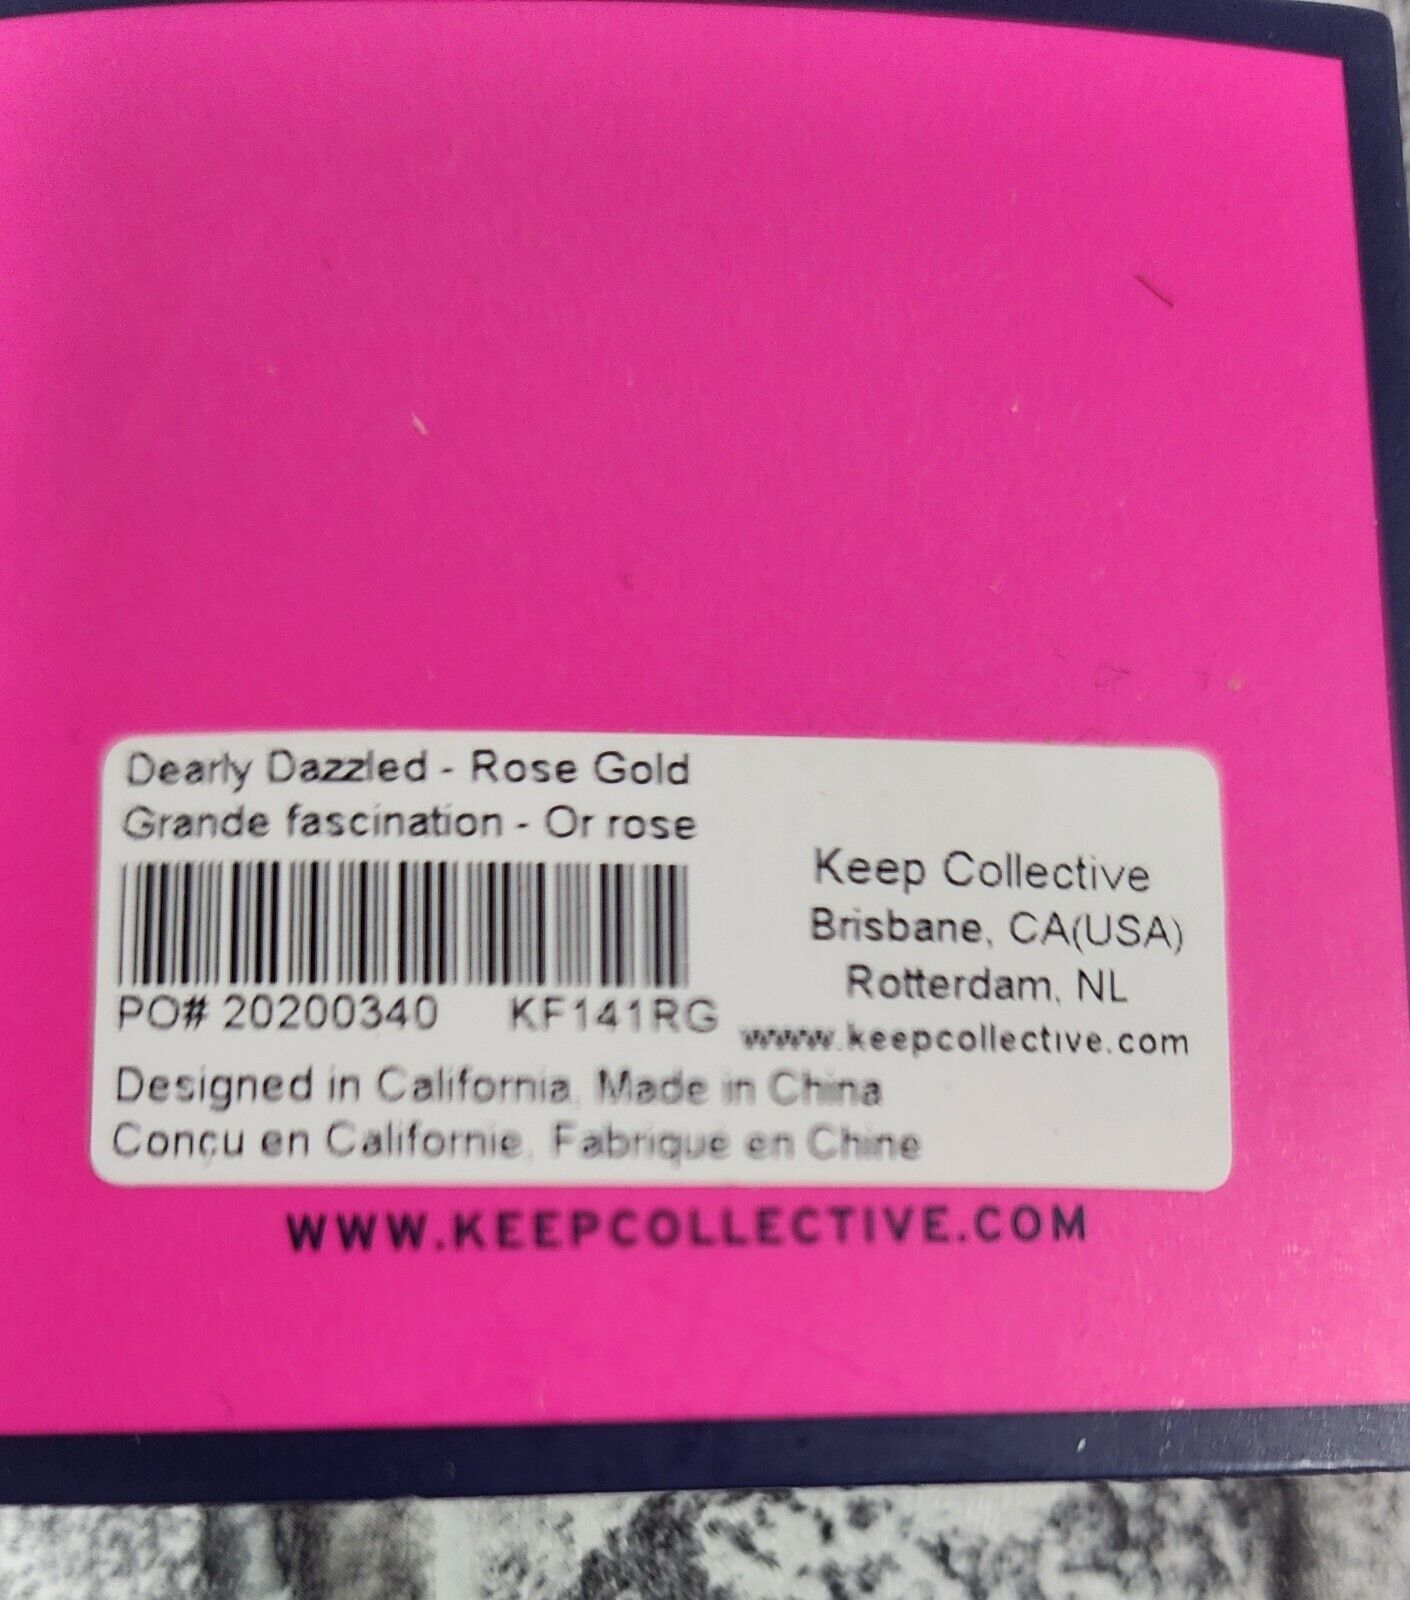 Dearly Dazzled - Rose Gold
Grande fascination - Or rose
PO# 20200340 KF141RG
Keep Collective
Brisbane, CA(USA)
Rotterdam, NL
www.keepcollective.com
Designed in California, Made in China
Conçu en Californie, Fabrique en Chine
WWW.KEEPCOLLECTIVE.COM